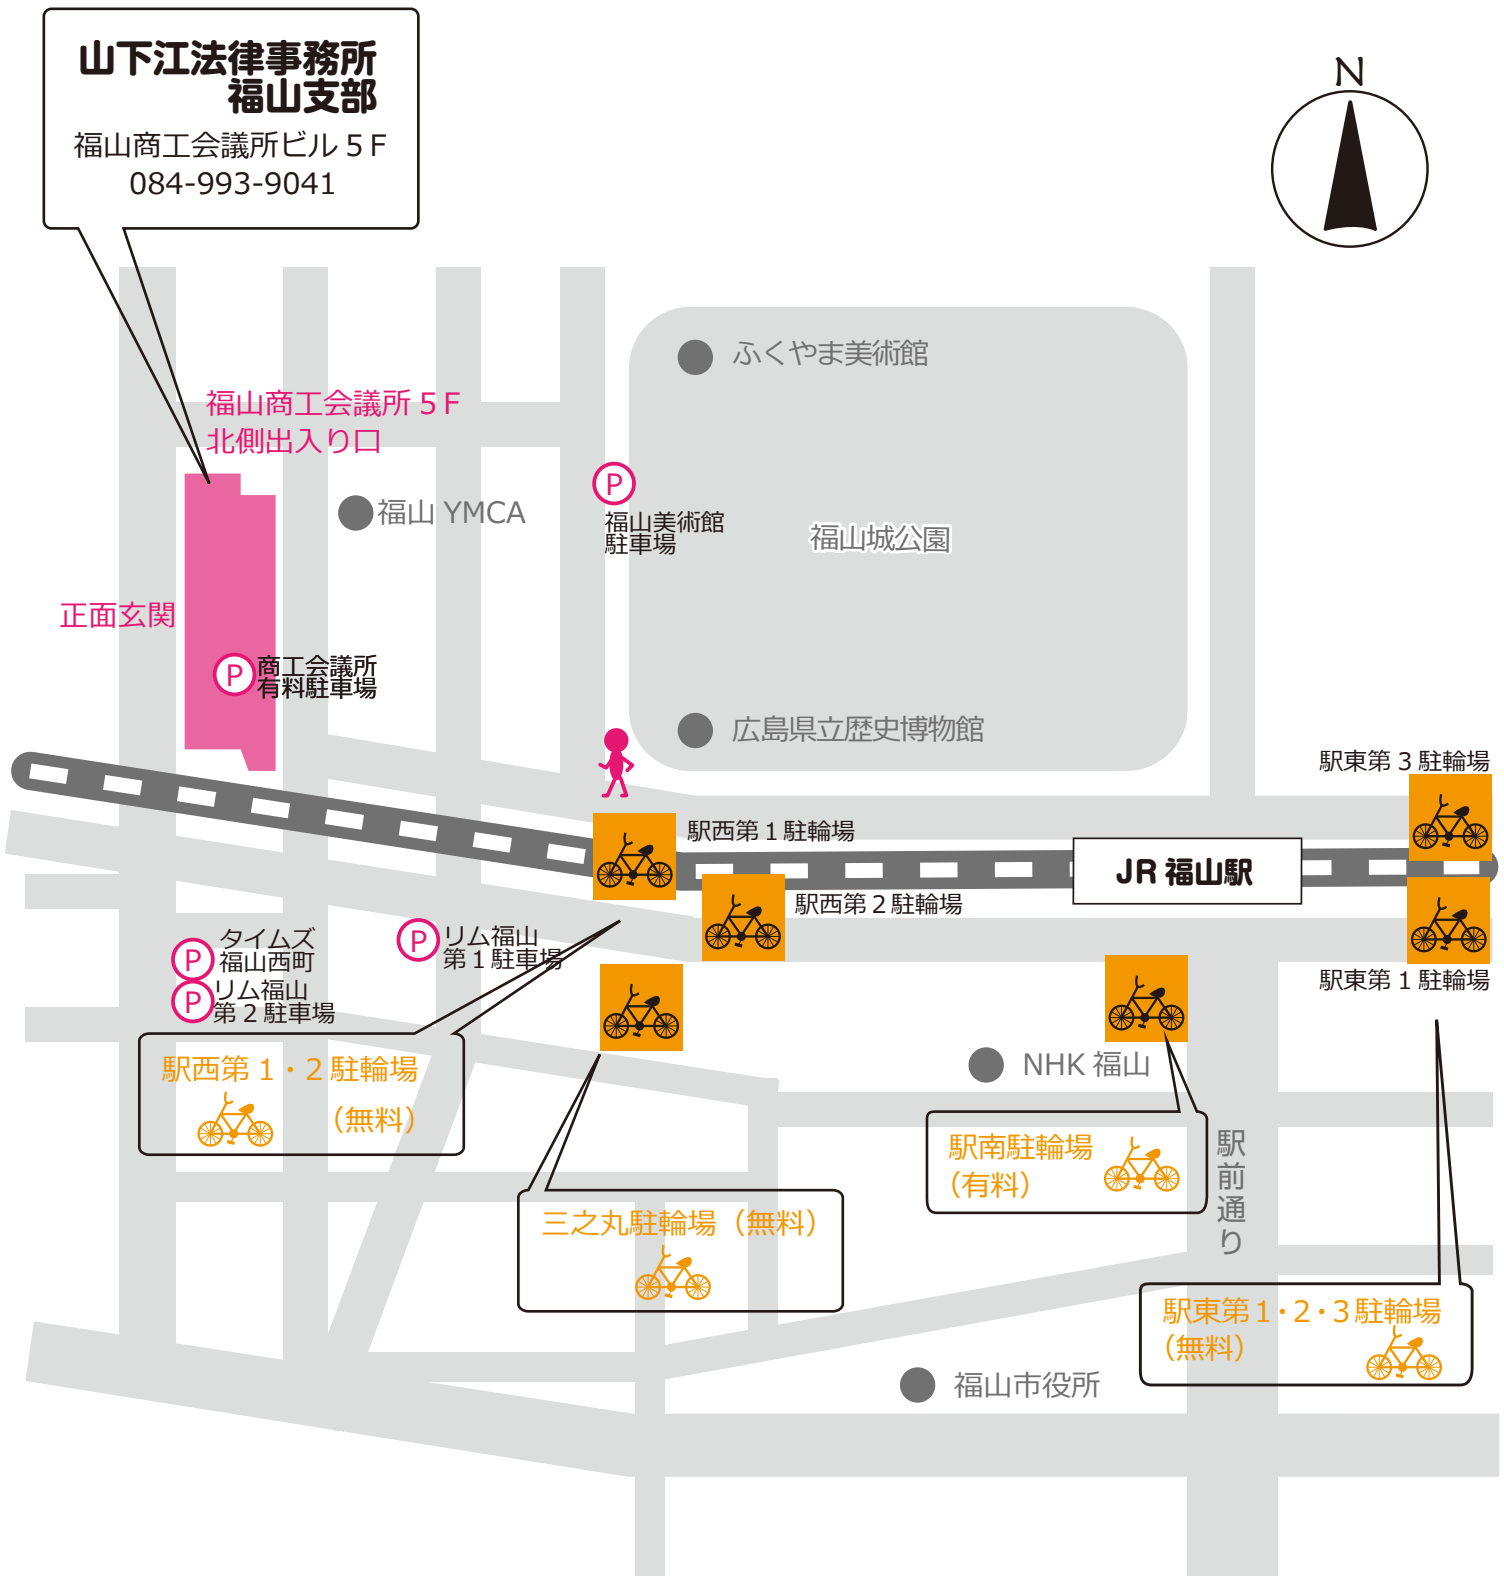 山下江法律事務所
福山支部
福山商工会議所ビル 5 F
084-993-9041
N
ふくやま美術館
福山商工会議所 5 F
北側出入り口
P
福山 YMCA
福山美術館
駐車場
福山城公園
正面玄関
P
商工会議所
有料駐車場
広島県立歴史博物館
駅東第 3 駐輪場
駅西第 1 駐輪場
JR 福山駅
駅西第 2 駐輪場
P
タイムズ
福山西町
P
リム福山
第 1 駐車場
P
リム福山
第 2 駐車場
駅東第 1 駐輪場
駅西第 1・2 駐輪場
（無料）
NHK 福山
駅南駐輪場
（有料）
駅前通り
三之丸駐輪場（無料）
駅東第 1・2・3 駐輪場
（無料）
福山市役所